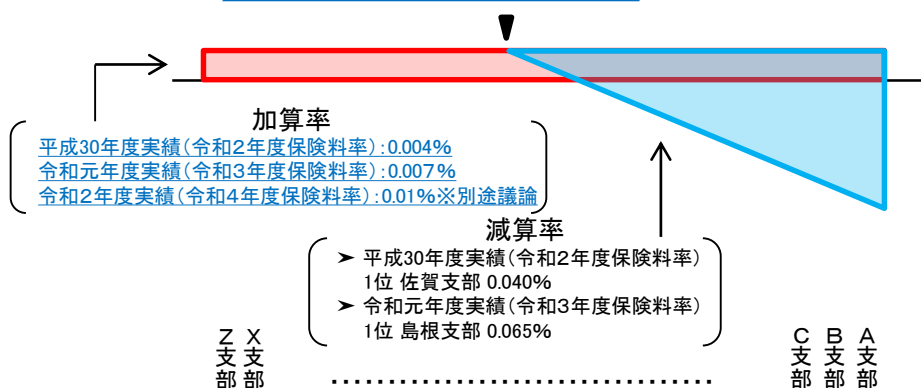 加算率
平成30年度実績(令和２年度保険料率):0.004%
令和元年度実績(令和３年度保険料率):0.007%
令和２年度実績(令和４年度保険料率):0.01%※別途議論
減算率
➤ 平成30年度実績(令和２年度保険料率)
1位 佐賀支部 0.040%
➤ 令和元年度実績(令和３年度保険料率)
1位 島根支部 0.065%
Z支部
X支部
………………………………
C支部
B支部
A支部